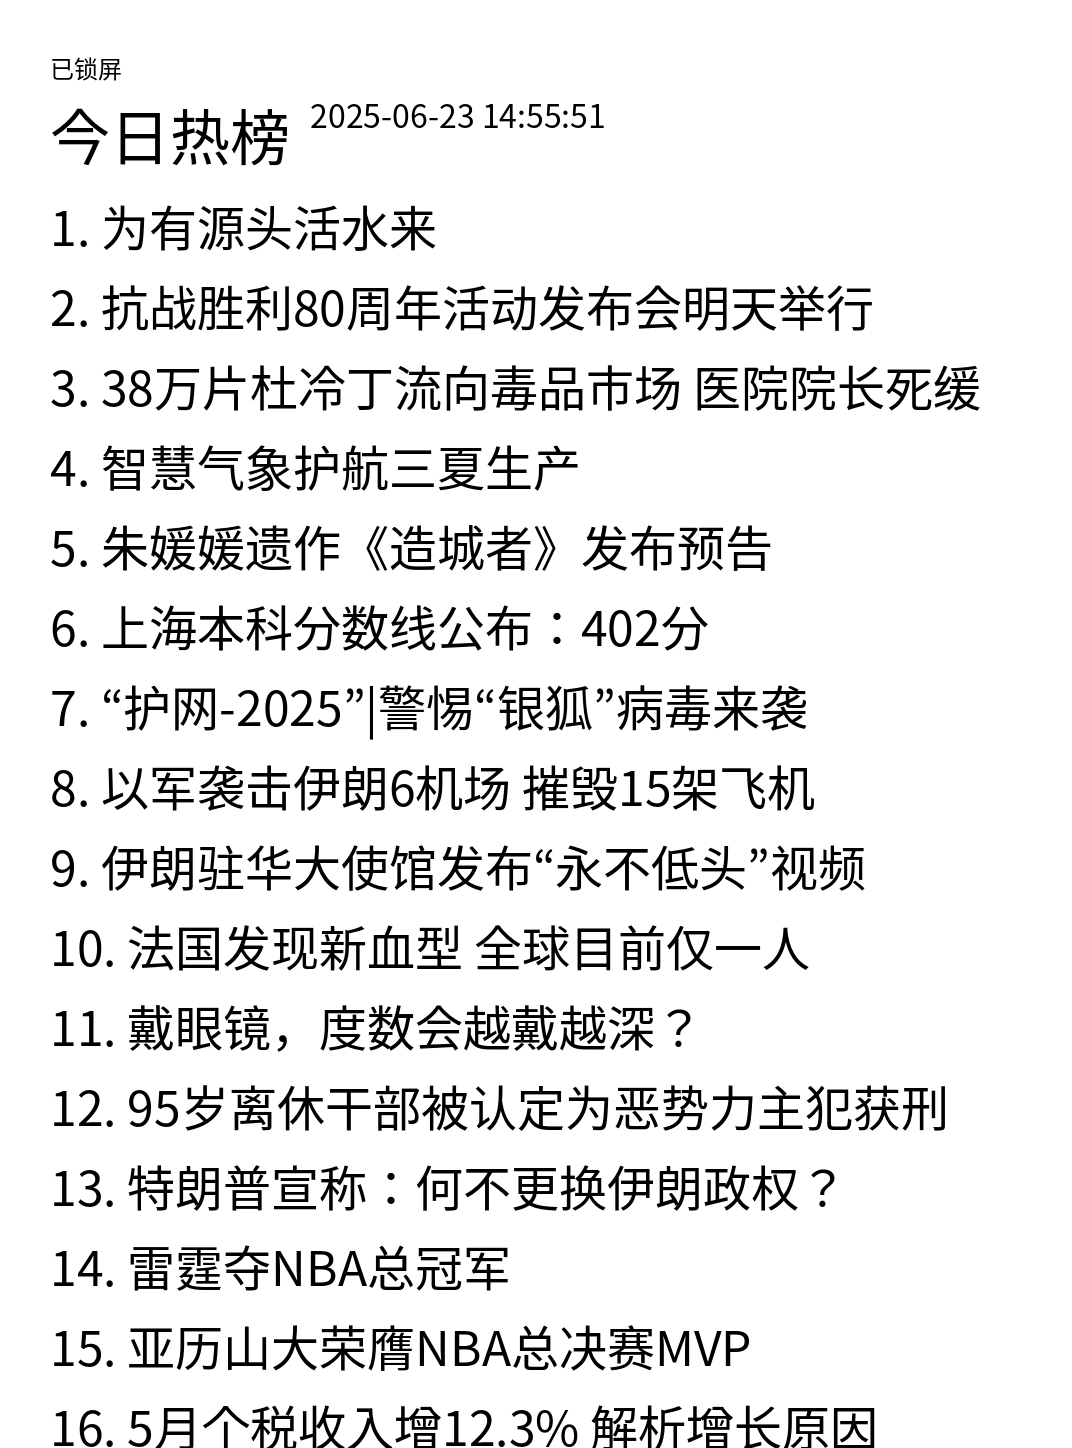 已锁屏
今日热榜 2025-06-23 14:55:51
1. 为有源头活水来
2. 抗战胜利80周年活动发布会明天举行
3. 38万片杜冷丁流向毒品市场 医院院长死缓
4. 智慧气象护航三夏生产
5. 朱媛媛遗作《造城者》发布预告
6. 上海本科分数线公布：402分
7. “护网-2025”|警惕“银狐”病毒来袭
8. 以军袭击伊朗6机场 摧毁15架飞机
9. 伊朗驻华大使馆发布“永不低头”视频
10. 法国发现新血型 全球目前仅一人
11. 戴眼镜，度数会越戴越深？
12. 95岁离休干部被认定为恶势力主犯获刑
13. 特朗普宣称：何不更换伊朗政权？
14. 雷霆夺NBA总冠军
15. 亚历山大荣膺NBA总决赛MVP
16. 5月个税收入增12.3% 解析增长原因